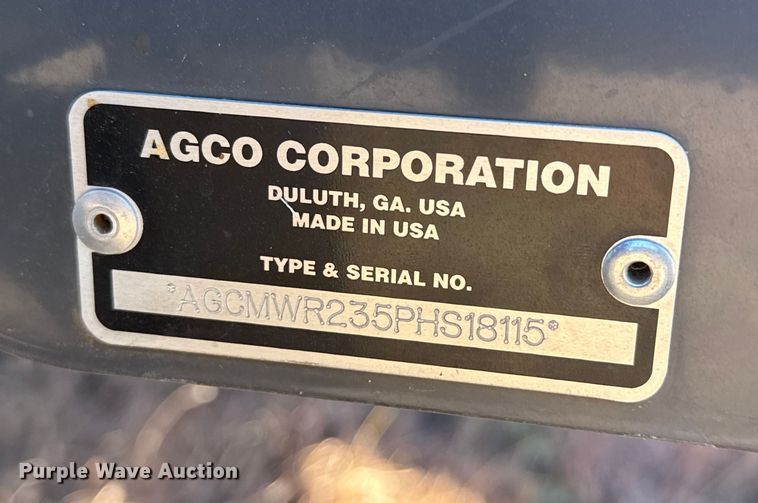 AGCO CORPORATION
DULUTH, GA. USA
MADE IN USA
TYPE & SERIAL NO.
*AGCMWR235PHS18115*
Purple Wave Auction